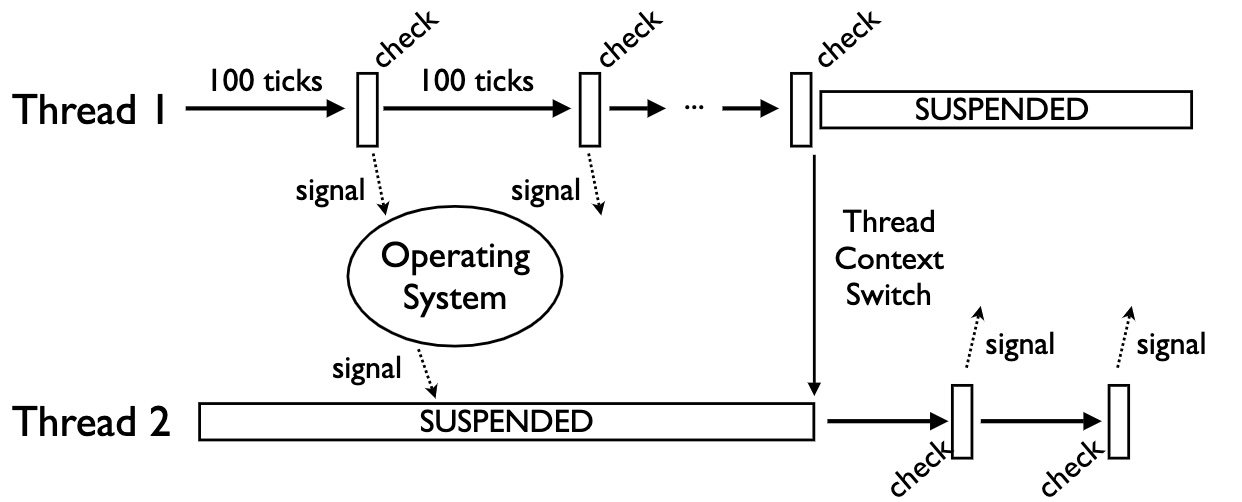 check
check
check
100 ticks
100 ticks
Thread 1
...
SUSPENDED
signal
signal
Operating
System
Thread
Context
Switch
signal
signal
signal
Thread 2
SUSPENDED
check
check